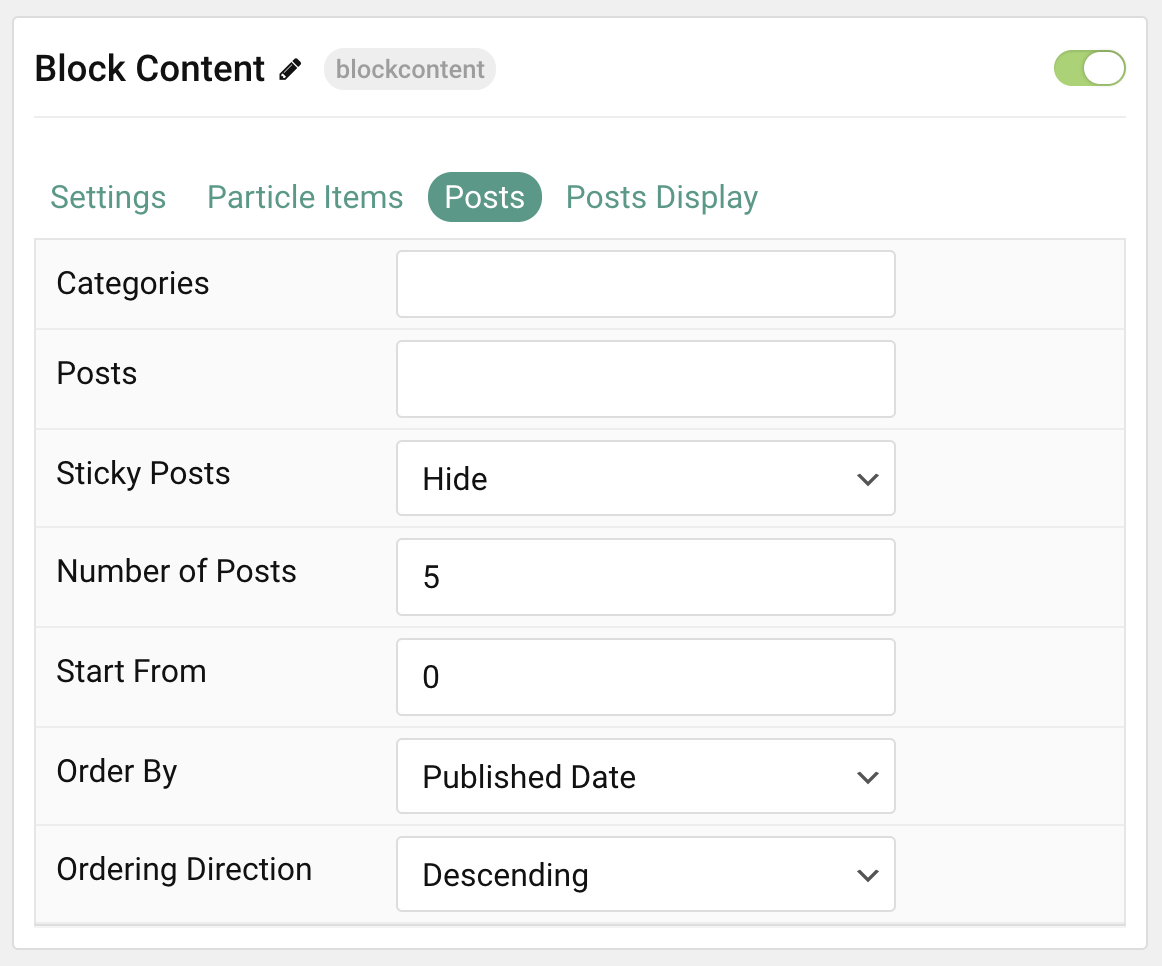 Block Content blockcontent
Settings Particle Items Posts Posts Display
Categories
Posts
Sticky Posts Hide
Number of Posts 5
Start From 0
Order By Published Date
Ordering Direction Descending